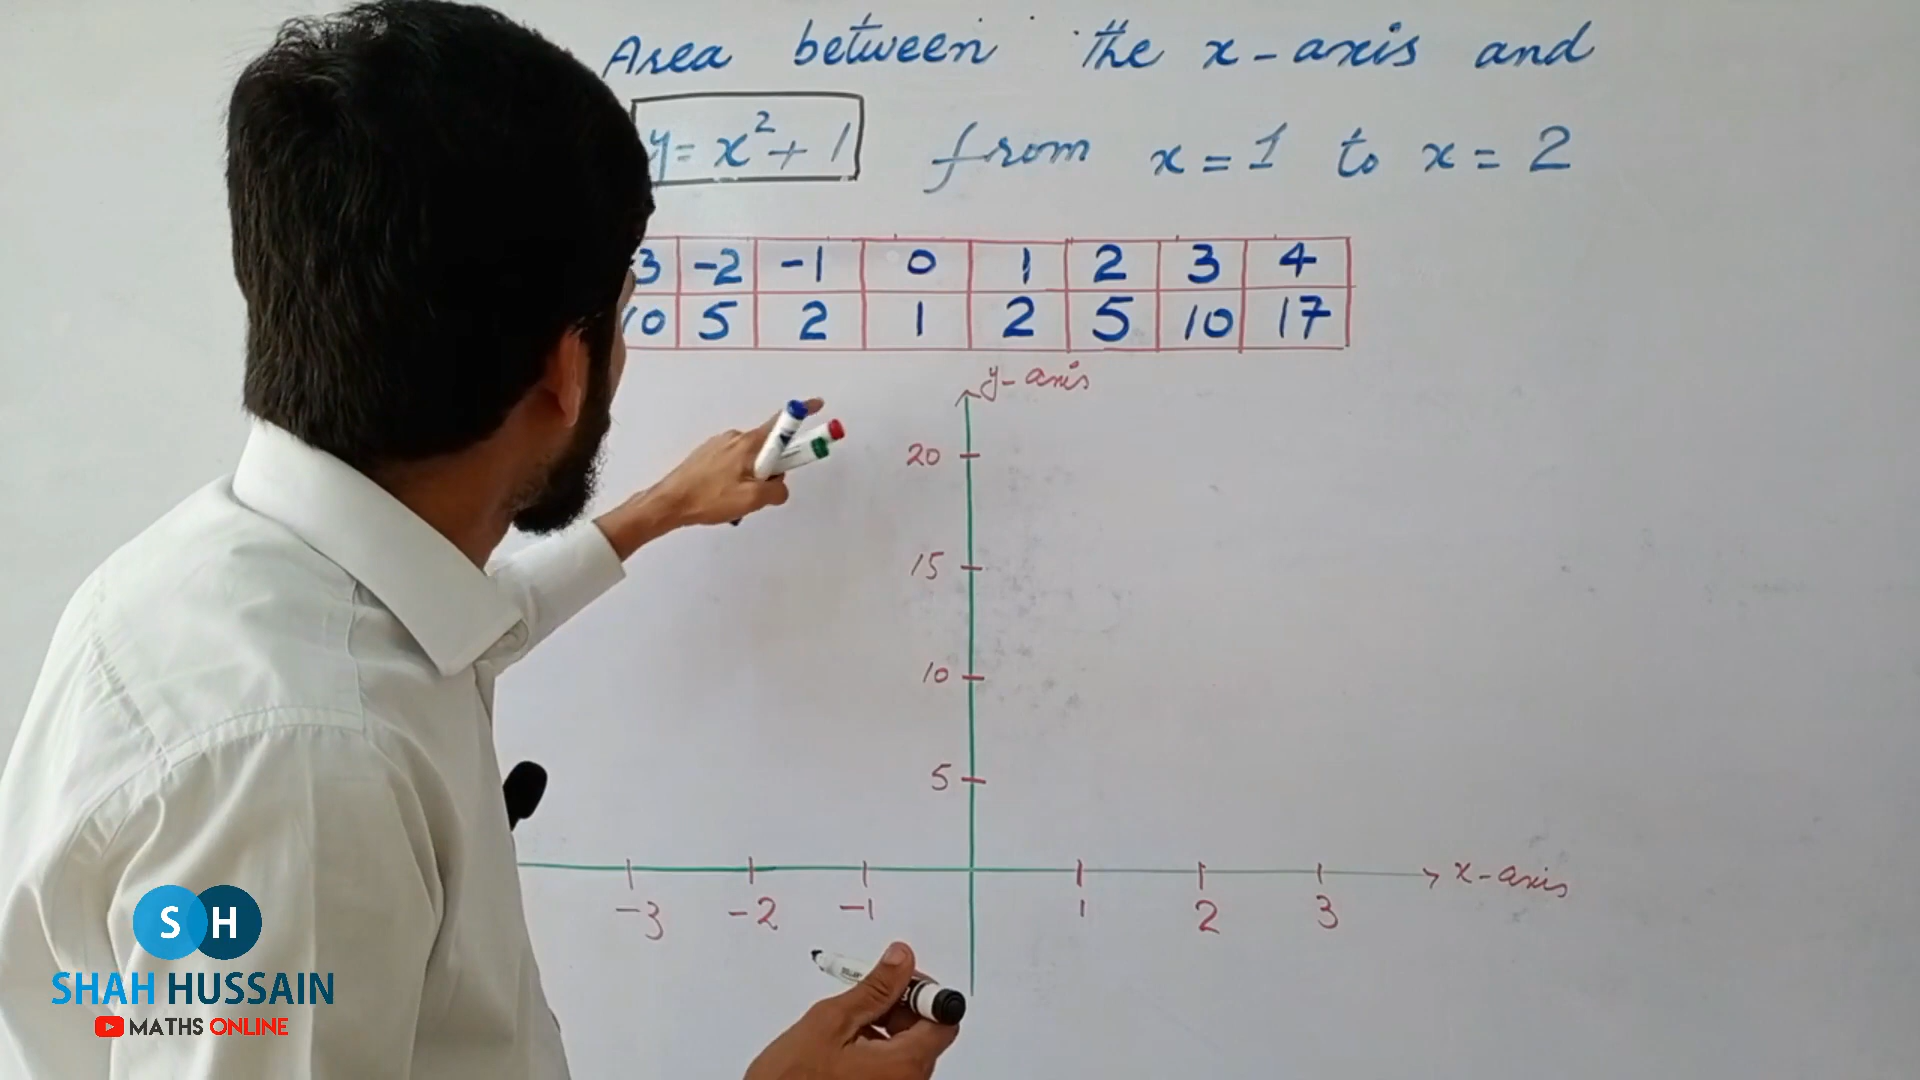 Area between the x-axis and
y = x² + 1 from x = 1 to x = 2
-3 -2 -1 0 1 2 3 4
10 5 2 1 2 5 10 17
y-axis
20
15
10
5
x-axis
-3 -2 -1 1 2 3
S H
SHAH HUSSAIN
MATHS ONLINE